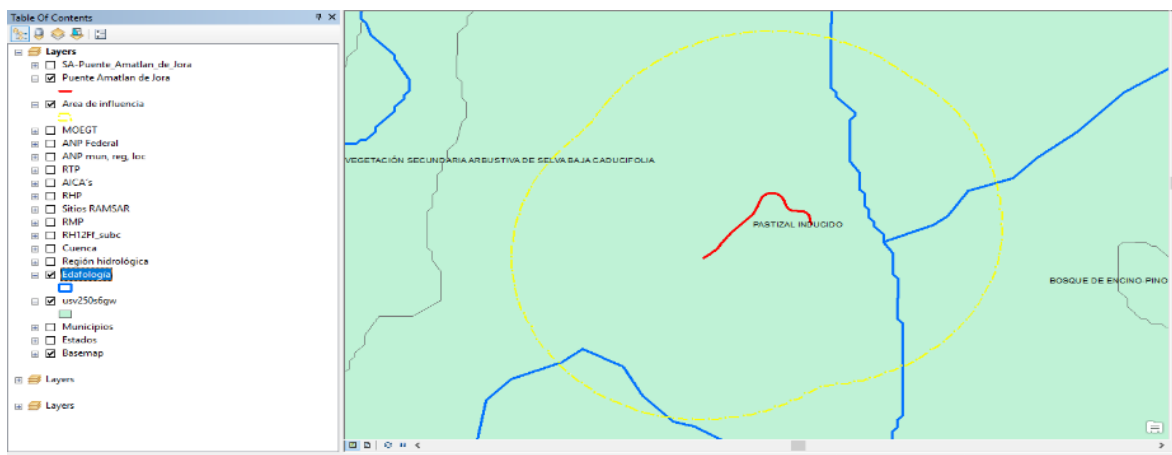 Table Of Contents
Layers
SA-Puente_Amatlan_de_Jora
Puente Amatlan de Jora
Area de influencia
MOEGT
ANP Federal
ANP mun, reg, loc
RTP
AICA's
RHP
Sitios RAMSAR
RMP
RH12Ff_subc
Cuenca
Región hidrológica
Edafología
usv250s6gw
Municipios
Estados
Basemap
Layers
Layers
VEGETACIÓN SECUNDARIA ARBUSTIVA DE SELVA BAJA CADUCIFOLIA
PASTIZAL INDUCIDO
BOSQUE DE ENCINO-PINO